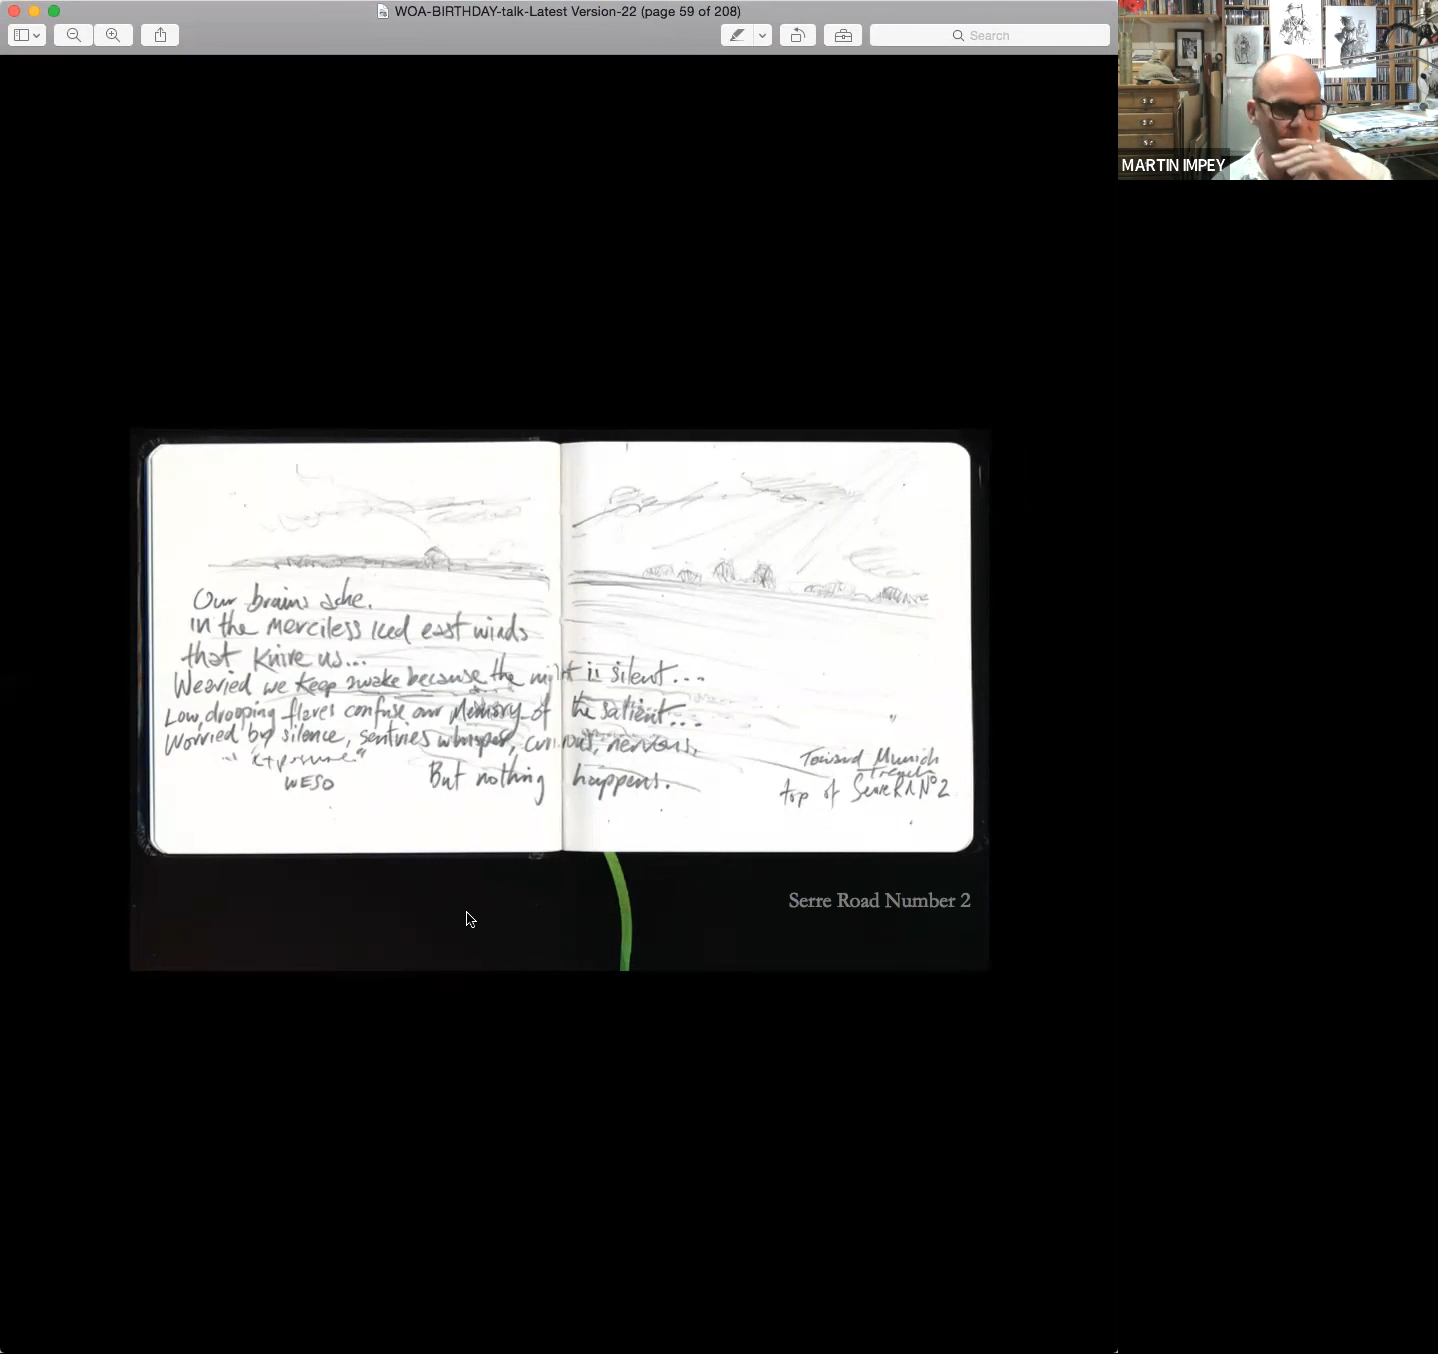 WOA-BIRTHDAY-talk-Latest Version-22 (page 59 of 208)
Search
MARTIN IMPEY
Our brains ache.
in the merciless iced east winds
that knive us...
Wearied we keep awake because the night is silent...
Low, drooping flares confuse our memory of the salient...
Worried by silence, sentries whisper, curious, nervous,
"Exposure"
WESO
But nothing happens.
Toward Munich
Trench
top of Serre Rd No 2
Serre Road Number 2